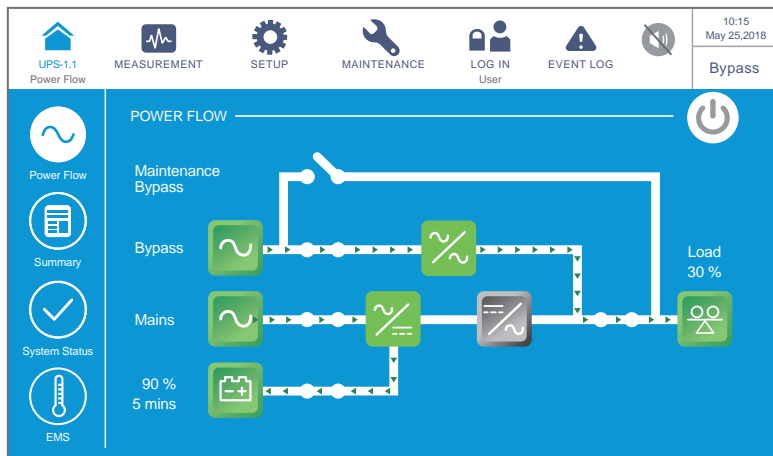 UPS-1.1
Power Flow
MEASUREMENT
SETUP
MAINTENANCE
LOG IN
User
EVENT LOG
10:15
May 25,2018
Bypass
Power Flow
Summary
System Status
EMS
POWER FLOW
Maintenance
Bypass
Bypass
Mains
90 %
5 mins
Load
30 %